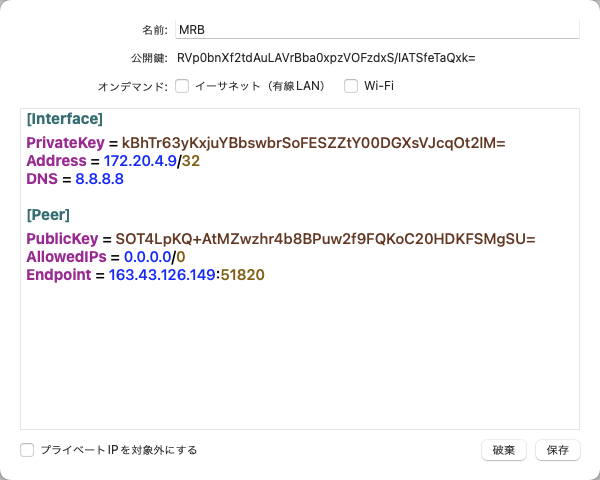 名前: MRB
公開鍵: RVp0bnXf2tdAuLAVrBba0xpzVOFzdxS/lATSfeTaQxk=
オンデマンド: イーサネット（有線LAN） Wi-Fi
[Interface]
PrivateKey = kBhTr63yKxjuYBbswbrSoFESZZtY00DGXsVJcqOt2lM=
Address = 172.20.4.9/32
DNS = 8.8.8.8
[Peer]
PublicKey = SOT4LpKQ+AtMZwzhr4b8BPuw2f9FQKoC20HDKFSMgSU=
AllowedIPs = 0.0.0.0/0
Endpoint = 163.43.126.149:51820
プライベートIPを対象外にする 破棄 保存